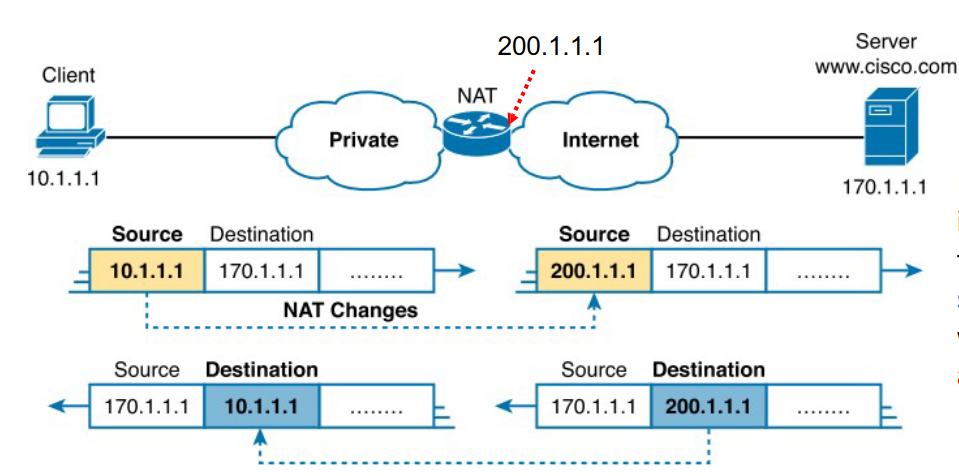 200.1.1.1
Server
www.cisco.com
Client
NAT
Private
Internet
10.1.1.1
170.1.1.1
Source Destination
10.1.1.1 170.1.1.1 ........
Source Destination
200.1.1.1 170.1.1.1 ........
NAT Changes
Source Destination
170.1.1.1 10.1.1.1 ........
Source Destination
170.1.1.1 200.1.1.1 ........